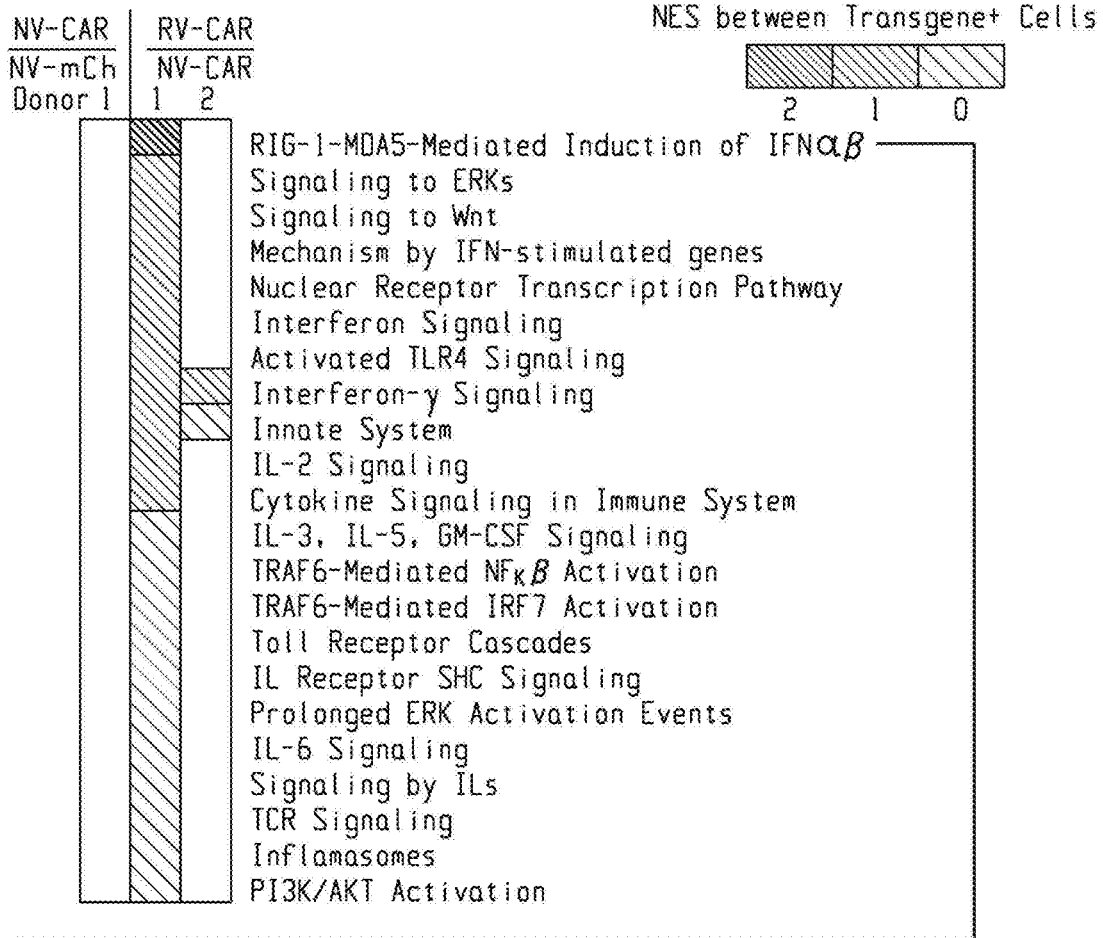 NV-CAR RV-CAR
NV-mCh NV-CAR
Donor 1 1 2
NES between Transgene+ Cells
2 1 0
RIG-1-MDA5-Mediated Induction of IFNαβ
Signaling to ERKs
Signaling to Wnt
Mechanism by IFN-stimulated genes
Nuclear Receptor Transcription Pathway
Interferon Signaling
Activated TLR4 Signaling
Interferon-γ Signaling
Innate System
IL-2 Signaling
Cytokine Signaling in Immune System
IL-3, IL-5, GM-CSF Signaling
TRAF6-Mediated NFκβ Activation
TRAF6-Mediated IRF7 Activation
Toll Receptor Cascades
IL Receptor SHC Signaling
Prolonged ERK Activation Events
IL-6 Signaling
Signaling by ILs
TCR Signaling
Inflamasomes
PI3K/AKT Activation